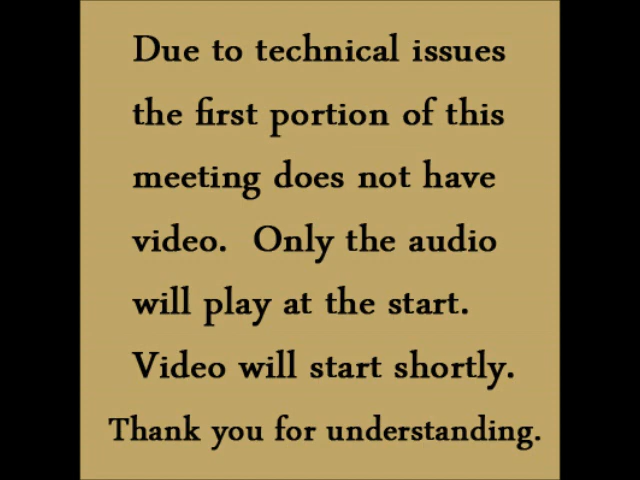 Due to technical issues
the first portion of this
meeting does not have
video.  Only the audio
will play at the start.
Video will start shortly.
Thank you for understanding.